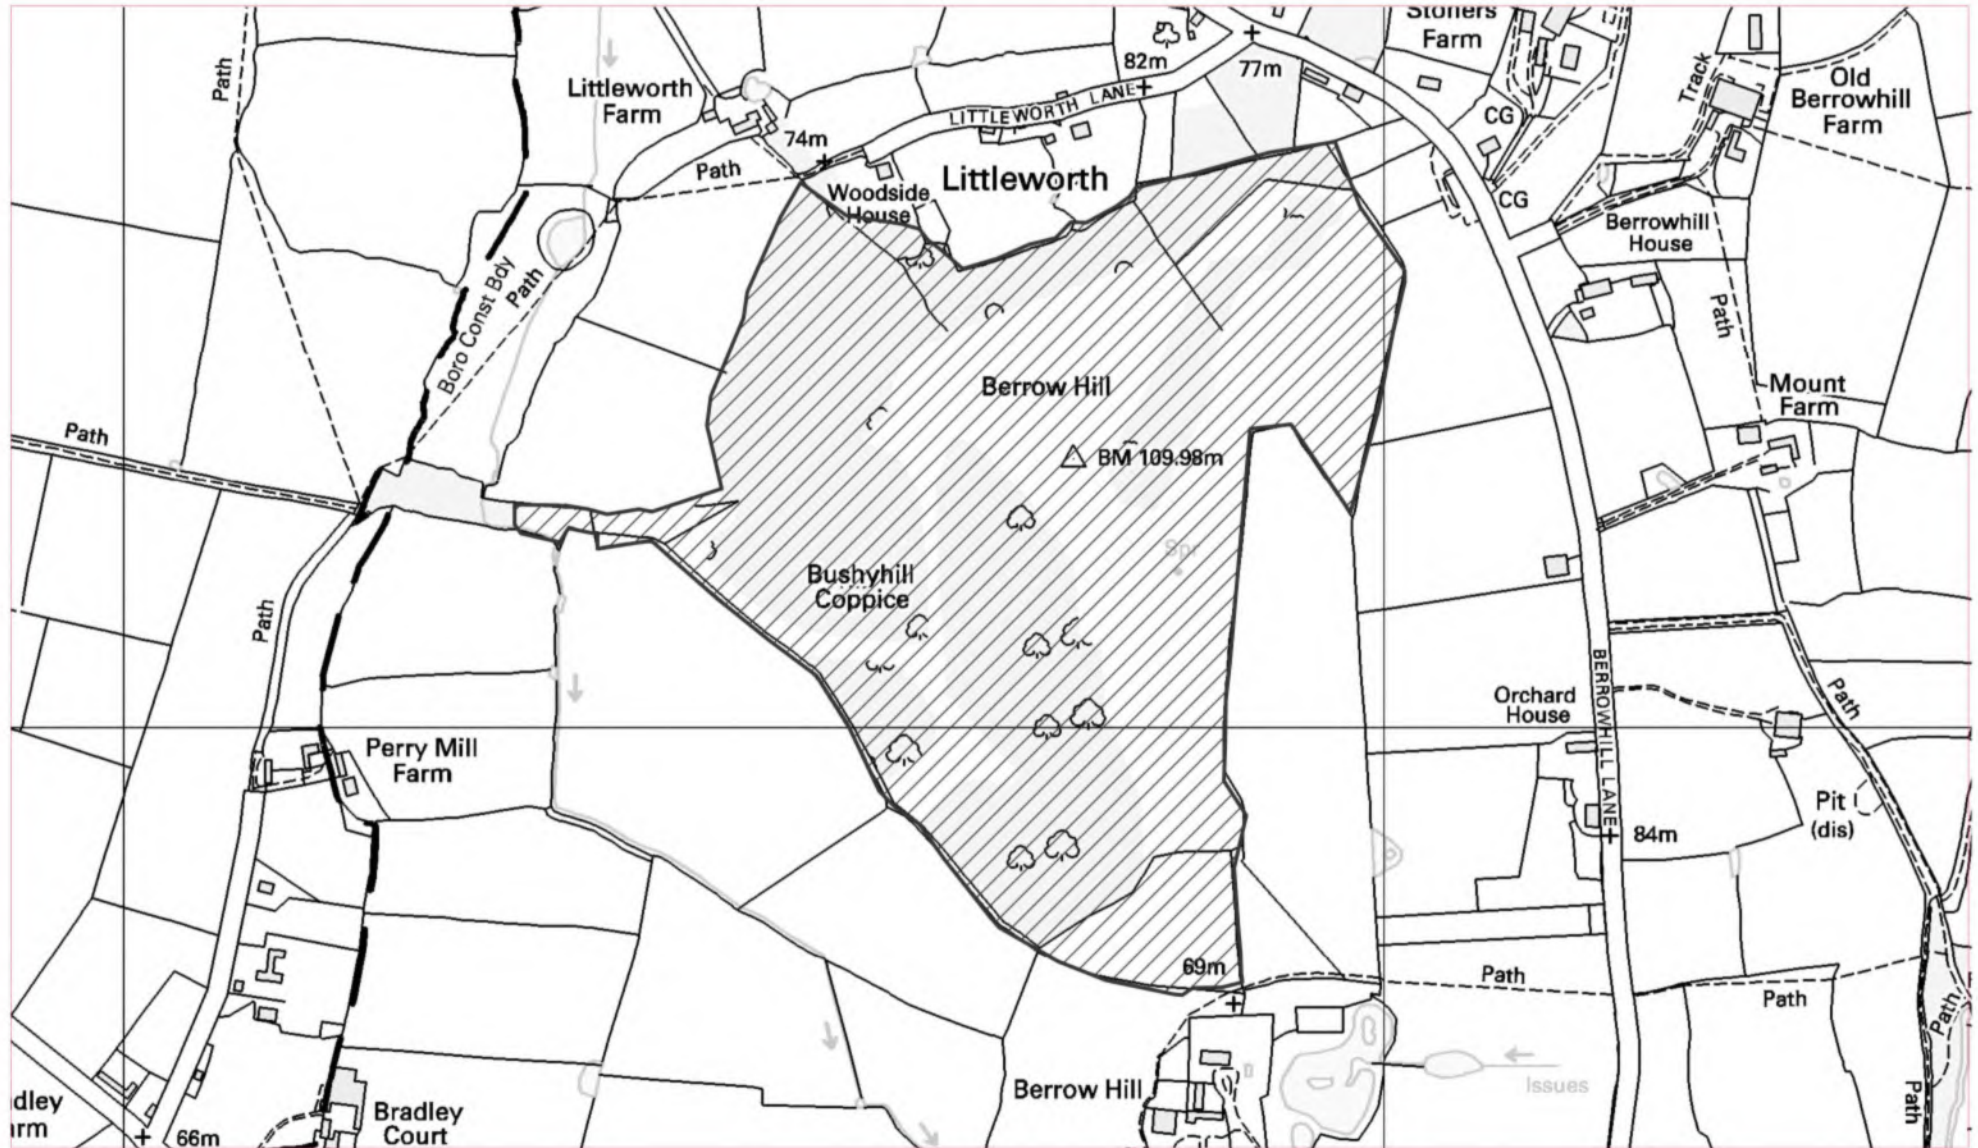 Stoners
Farm
82m
77m
Path
Littleworth
Farm
LITTLEWORTH LANE
Track
Old
Berrowhill
Farm
CG
74m
Path
Littleworth
Woodside
House
CG
Berrowhill
House
Boro Const Bdy
Path
Path
Berrow Hill
Mount
Farm
Path
BM 109.98m
Spr
Bushyhill
Coppice
Path
BERROWHILL LANE
Orchard
House
Path
Perry Mill
Farm
Pit
(dis)
84m
69m
Path
Path
Path
Berrow Hill
Issues
Path
dley
rm
66m
Bradley
Court